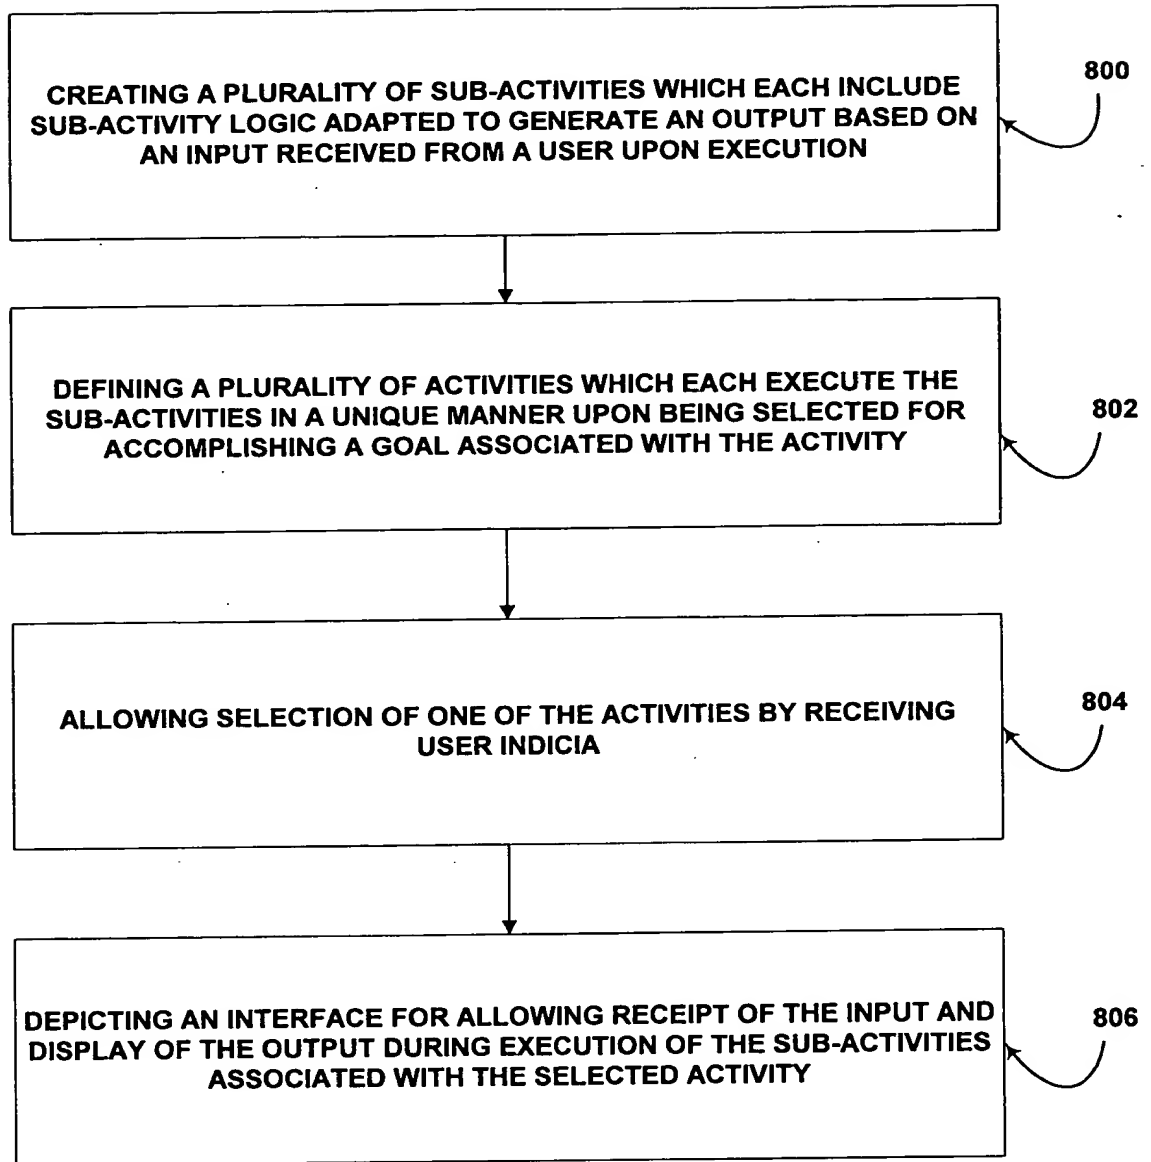 CREATING A PLURALITY OF SUB-ACTIVITIES WHICH EACH INCLUDE
SUB-ACTIVITY LOGIC ADAPTED TO GENERATE AN OUTPUT BASED ON
AN INPUT RECEIVED FROM A USER UPON EXECUTION
800
DEFINING A PLURALITY OF ACTIVITIES WHICH EACH EXECUTE THE
SUB-ACTIVITIES IN A UNIQUE MANNER UPON BEING SELECTED FOR
ACCOMPLISHING A GOAL ASSOCIATED WITH THE ACTIVITY
802
ALLOWING SELECTION OF ONE OF THE ACTIVITIES BY RECEIVING
USER INDICIA
804
DEPICTING AN INTERFACE FOR ALLOWING RECEIPT OF THE INPUT AND
DISPLAY OF THE OUTPUT DURING EXECUTION OF THE SUB-ACTIVITIES
ASSOCIATED WITH THE SELECTED ACTIVITY
806